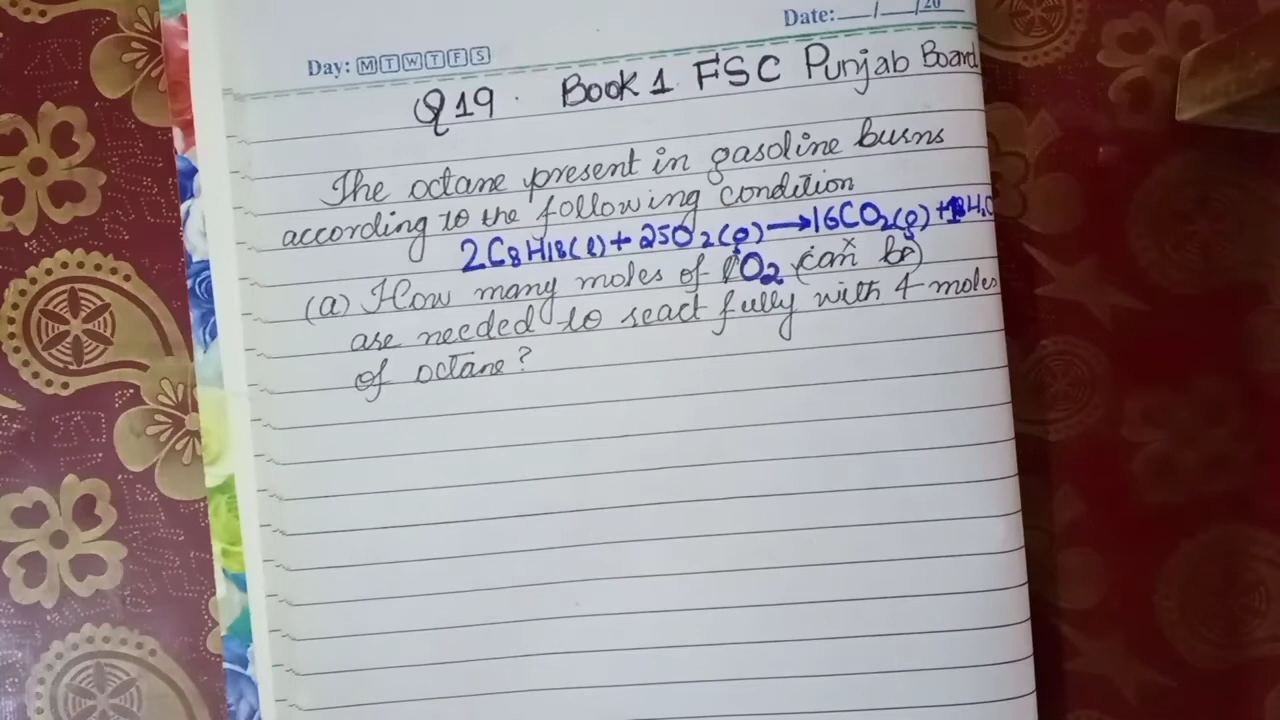 Date:__/__/20
Day: M T W T F S
Q19. Book 1 FSC Punjab Board
The octane present in gasoline burns
according to the following condition
2C8H18(l) + 25O2(g) → 16CO2(g) + 18H2O
(a) How many moles of O2 (can be)
are needed to react fully with 4 moles
of octane?